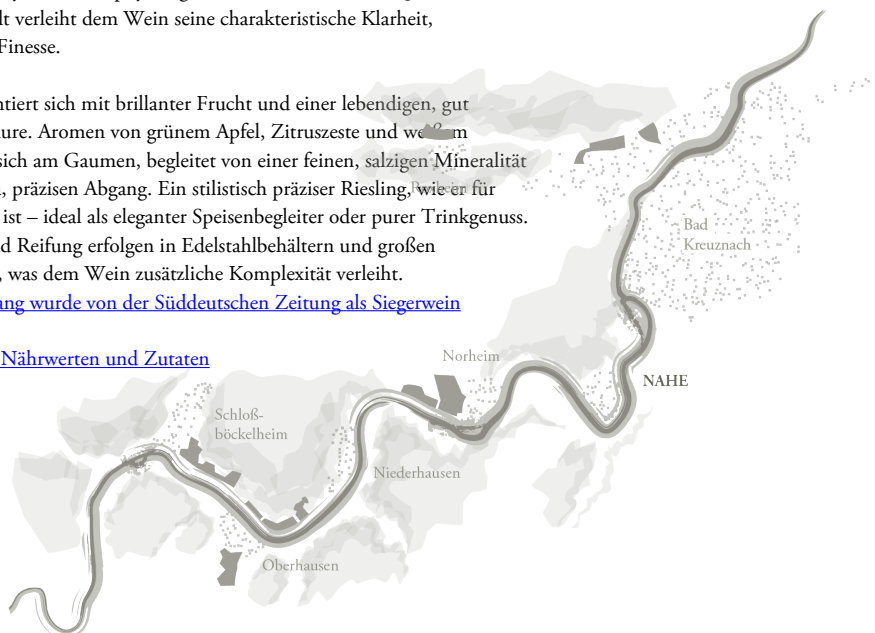 lt verleiht dem Wein seine charakteristische Klarheit,
Finesse.
ntiert sich mit brillanter Frucht und einer lebendigen, gut
ure. Aromen von grünem Apfel, Zitruszeste und weißem
sich am Gaumen, begleitet von einer feinen, salzigen Mineralität
, präzisen Abgang. Ein stilistisch präziser Riesling, wie er für
ist – ideal als eleganter Speisenbegleiter oder purer Trinkgenuss.
d Reifung erfolgen in Edelstahlbehältern und großen
, was dem Wein zusätzliche Komplexität verleiht.
ang wurde von der Süddeutschen Zeitung als Siegerwein
Nährwerten und Zutaten
Bad
Kreuznach
Norheim
NAHE
Schloß-
böckelheim
Niederhausen
Oberhausen